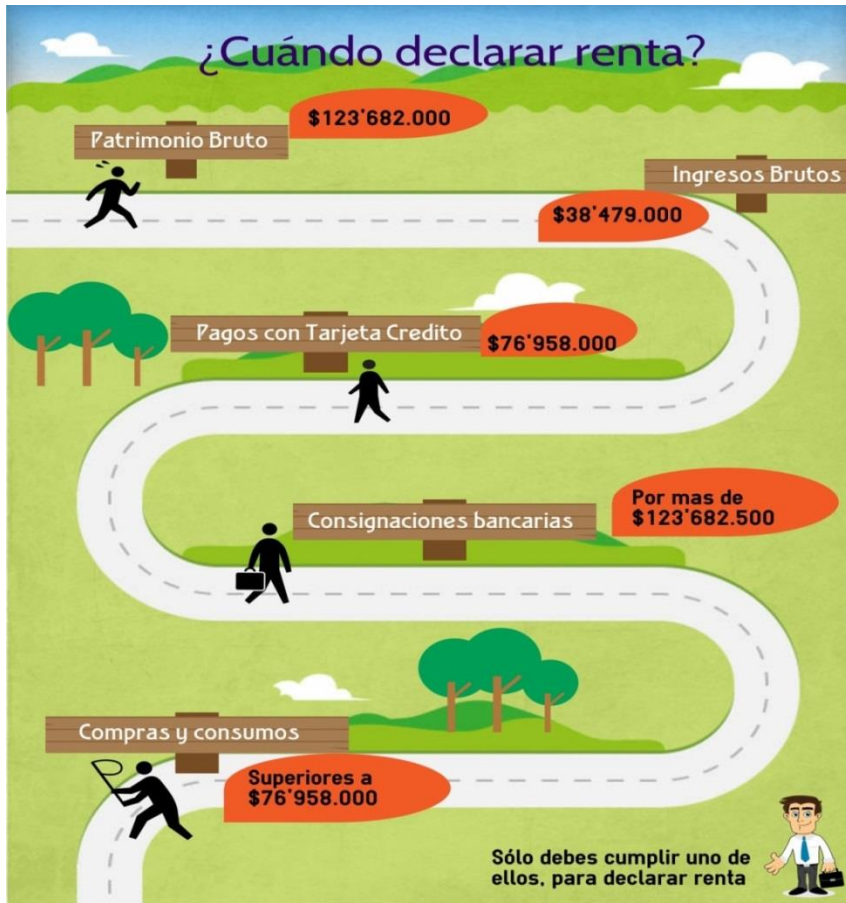 ¿Cuándo declarar renta?
$123'682.000
Patrimonio Bruto
Ingresos Brutos
$38'479.000
Pagos con Tarjeta Credito
$76'958.000
Por mas de
$123'682.500
Consignaciones bancarias
Compras y consumos
Superiores a
$76'958.000
Sólo debes cumplir uno de
ellos, para declarar renta